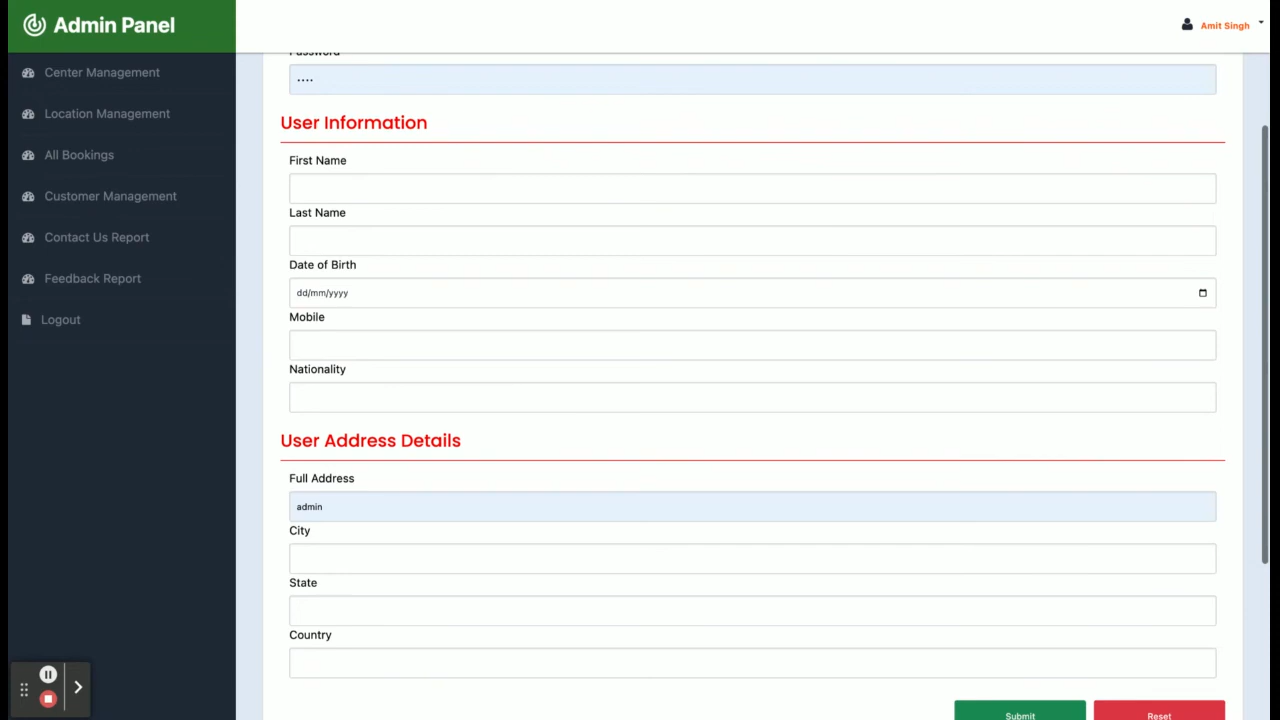 Admin Panel
Amit Singh
Center Management
Location Management
All Bookings
Customer Management
Contact Us Report
Feedback Report
Logout
Password
User Information
First Name
Last Name
Date of Birth
dd/mm/yyyy
Mobile
Nationality
User Address Details
Full Address
admin
City
State
Country
Submit
Reset